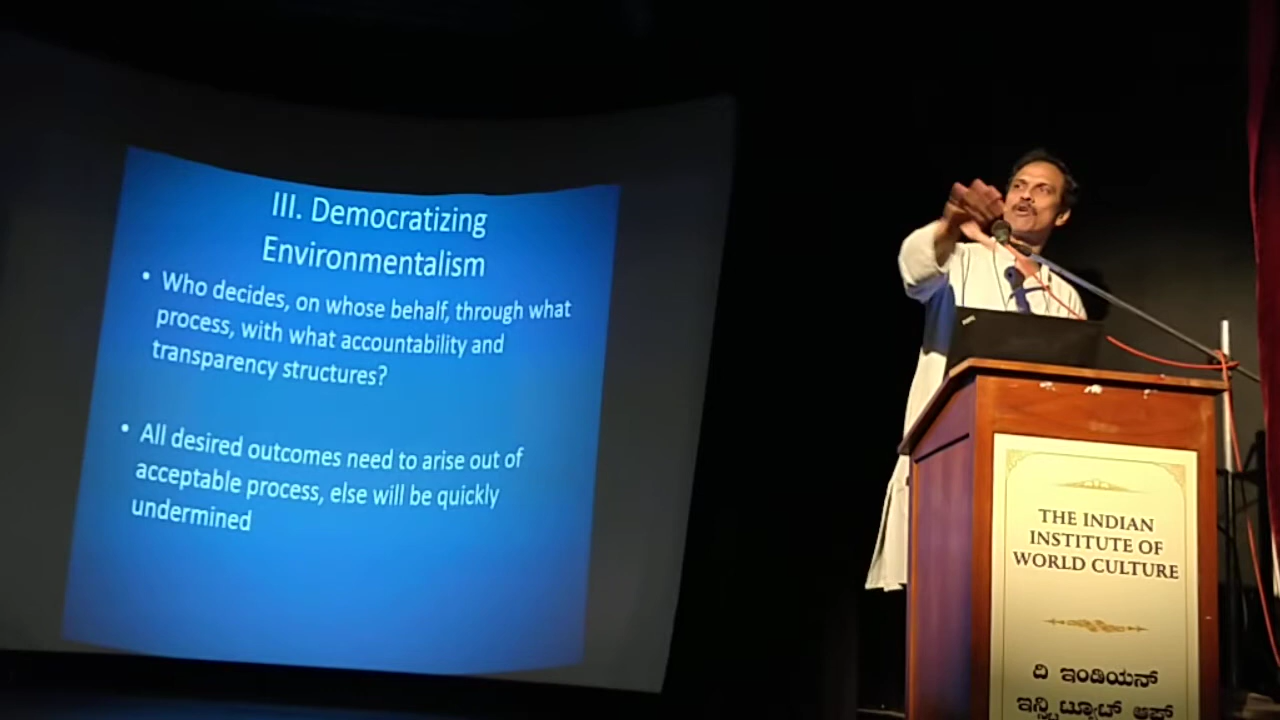 III. Democratizing
Environmentalism
• Who decides, on whose behalf, through what
process, with what accountability and
transparency structures?
• All desired outcomes need to arise out of
acceptable process, else will be quickly
undermined
THE INDIAN
INSTITUTE OF
WORLD CULTURE
ದಿ ಇಂಡಿಯನ್
ಇನ್ಸ್ಟಿಟ್ಯೂಟ್ ಆಫ್